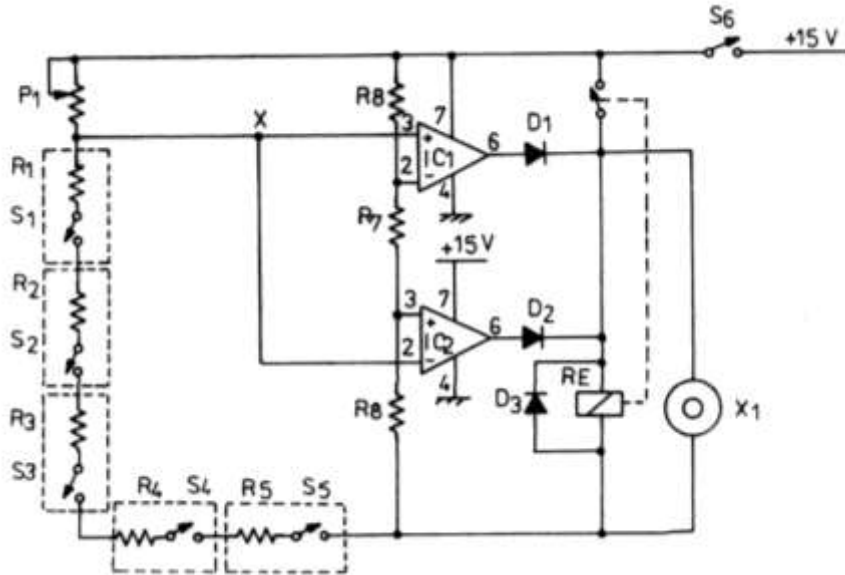 S6
+15 V
P1
R8
X
3
7
D1
+
IC1
6
2
−
4
R1
S1
R7
+15 V
R2
3
7
D2
+
IC2
6
S2
2
−
4
RE
R3
R8
D3
X1
S3
R4 S4 R5 S5